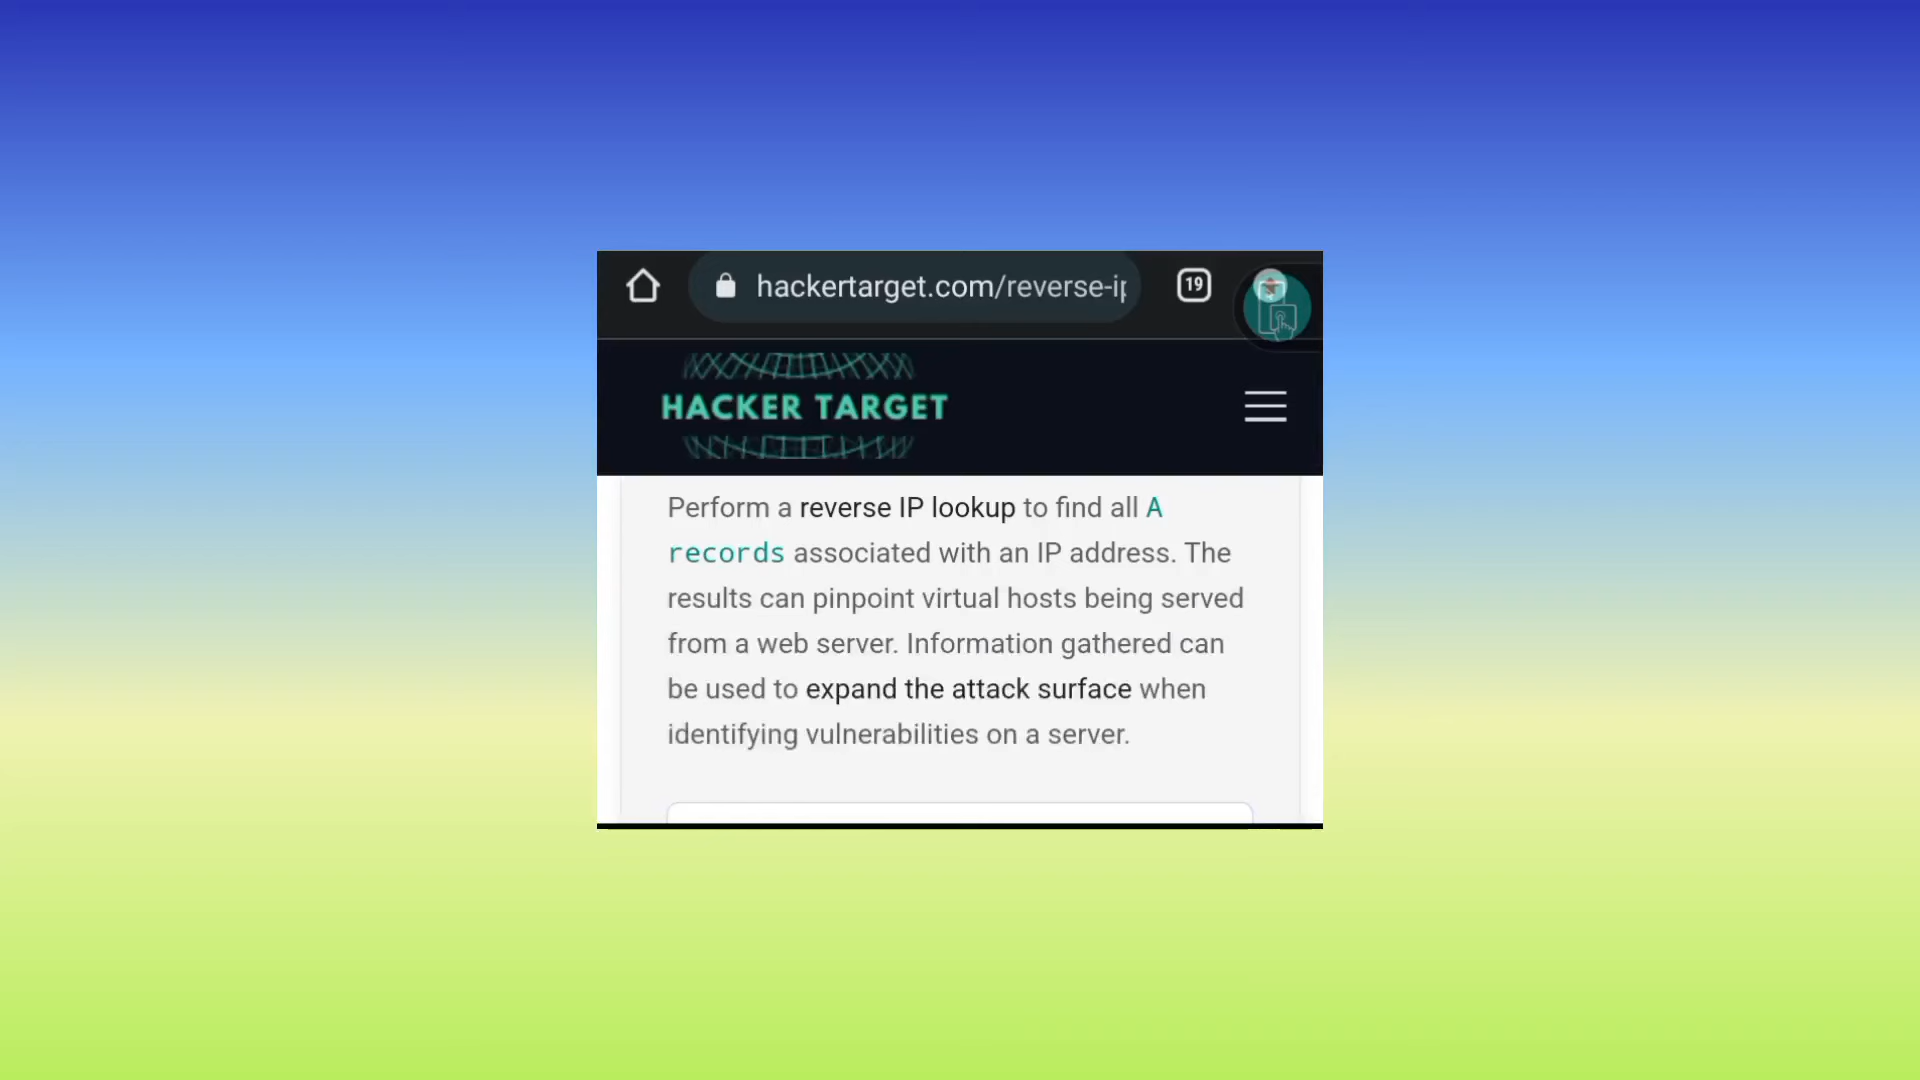 hackertarget.com/reverse-ip
19
HACKER TARGET
Perform a reverse IP lookup to find all A
records associated with an IP address. The
results can pinpoint virtual hosts being served
from a web server. Information gathered can
be used to expand the attack surface when
identifying vulnerabilities on a server.